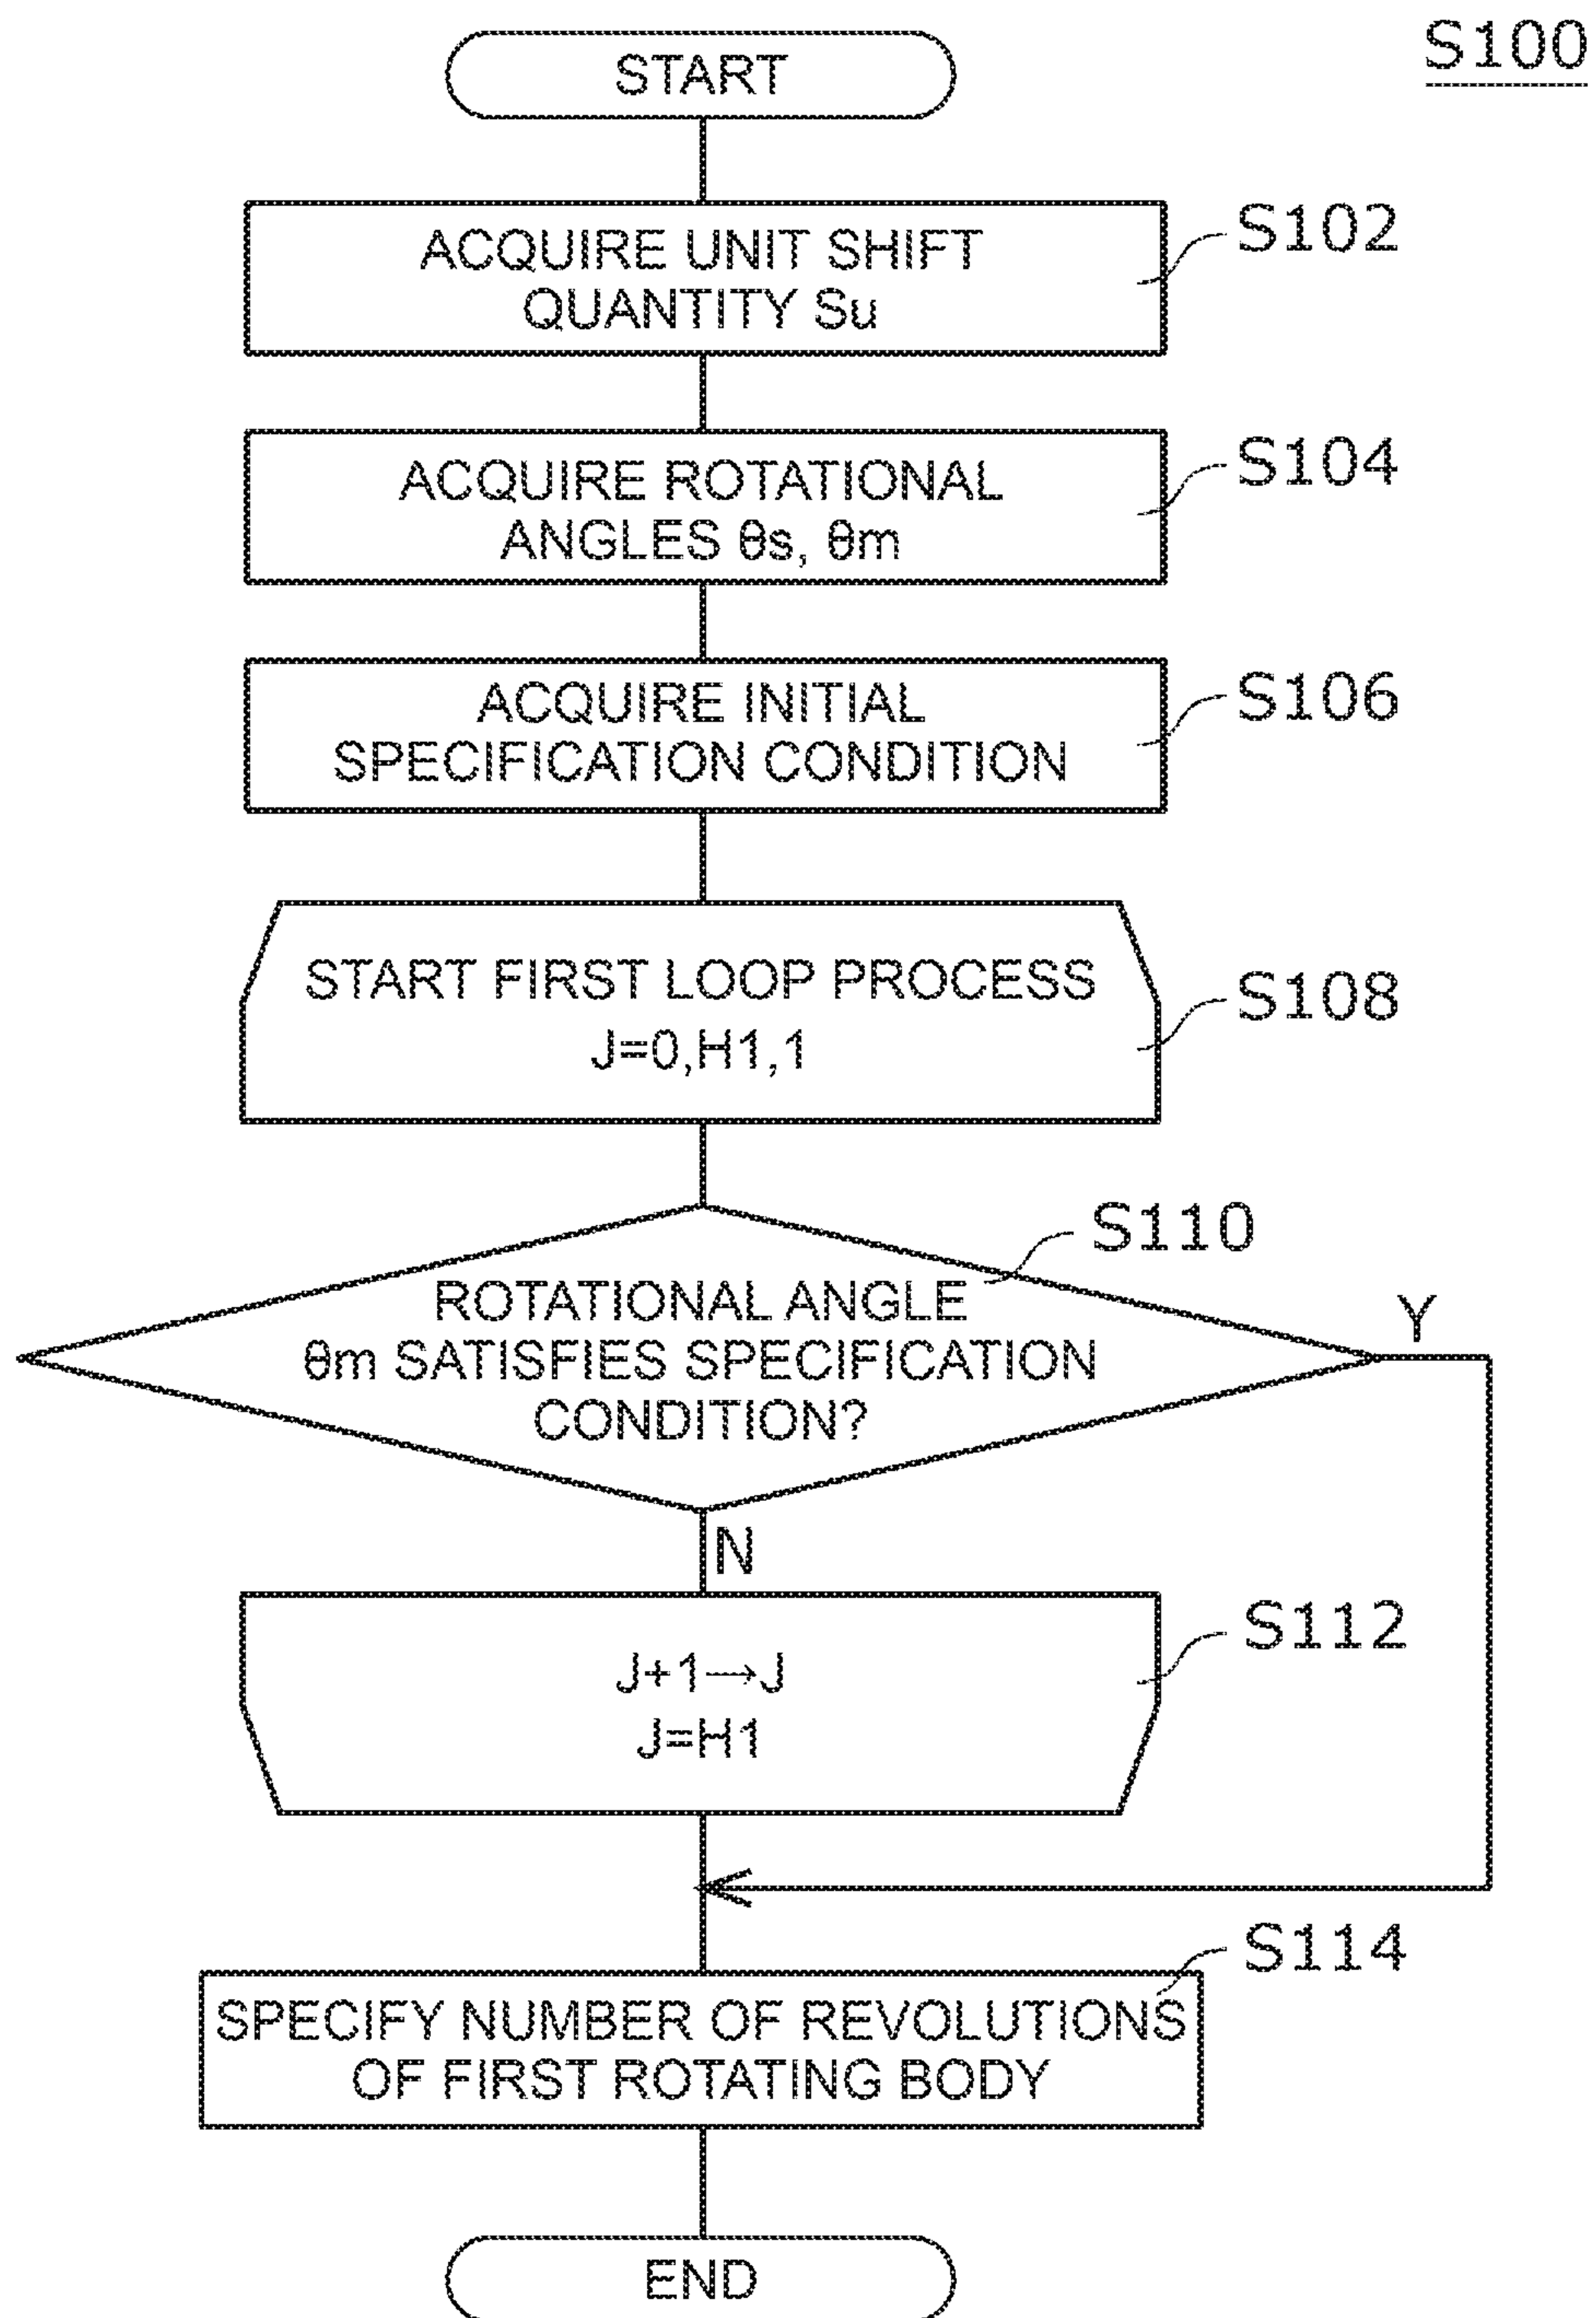 S100
START
ACQUIRE UNIT SHIFT
QUANTITY Su
S102
ACQUIRE ROTATIONAL
ANGLES θs, θm
S104
ACQUIRE INITIAL
SPECIFICATION CONDITION
S106
START FIRST LOOP PROCESS
J=0,H1,1
S108
S110
ROTATIONAL ANGLE
θm SATISFIES SPECIFICATION
CONDITION?
Y
N
J+1→J
J=H1
S112
S114
SPECIFY NUMBER OF REVOLUTIONS
OF FIRST ROTATING BODY
END